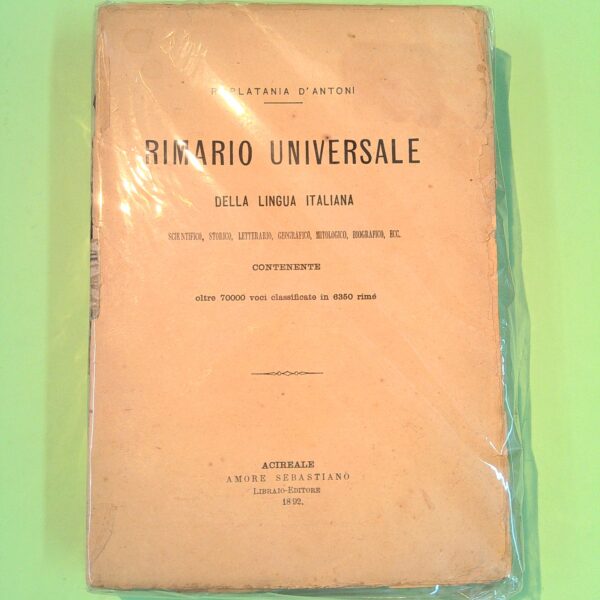 R. PLATANIA D'ANTONI
RIMARIO UNIVERSALE
DELLA LINGUA ITALIANA
SCIENTIFICO, STORICO, LETTERARIO, GEOGRAFICO, MITOLOGICO, BIOGRAFICO, ECC.
CONTENENTE
oltre 70000 voci classificate in 6350 rime
ACIREALE
AMORE SEBASTIANO
LIBRAIO-EDITORE
1892.